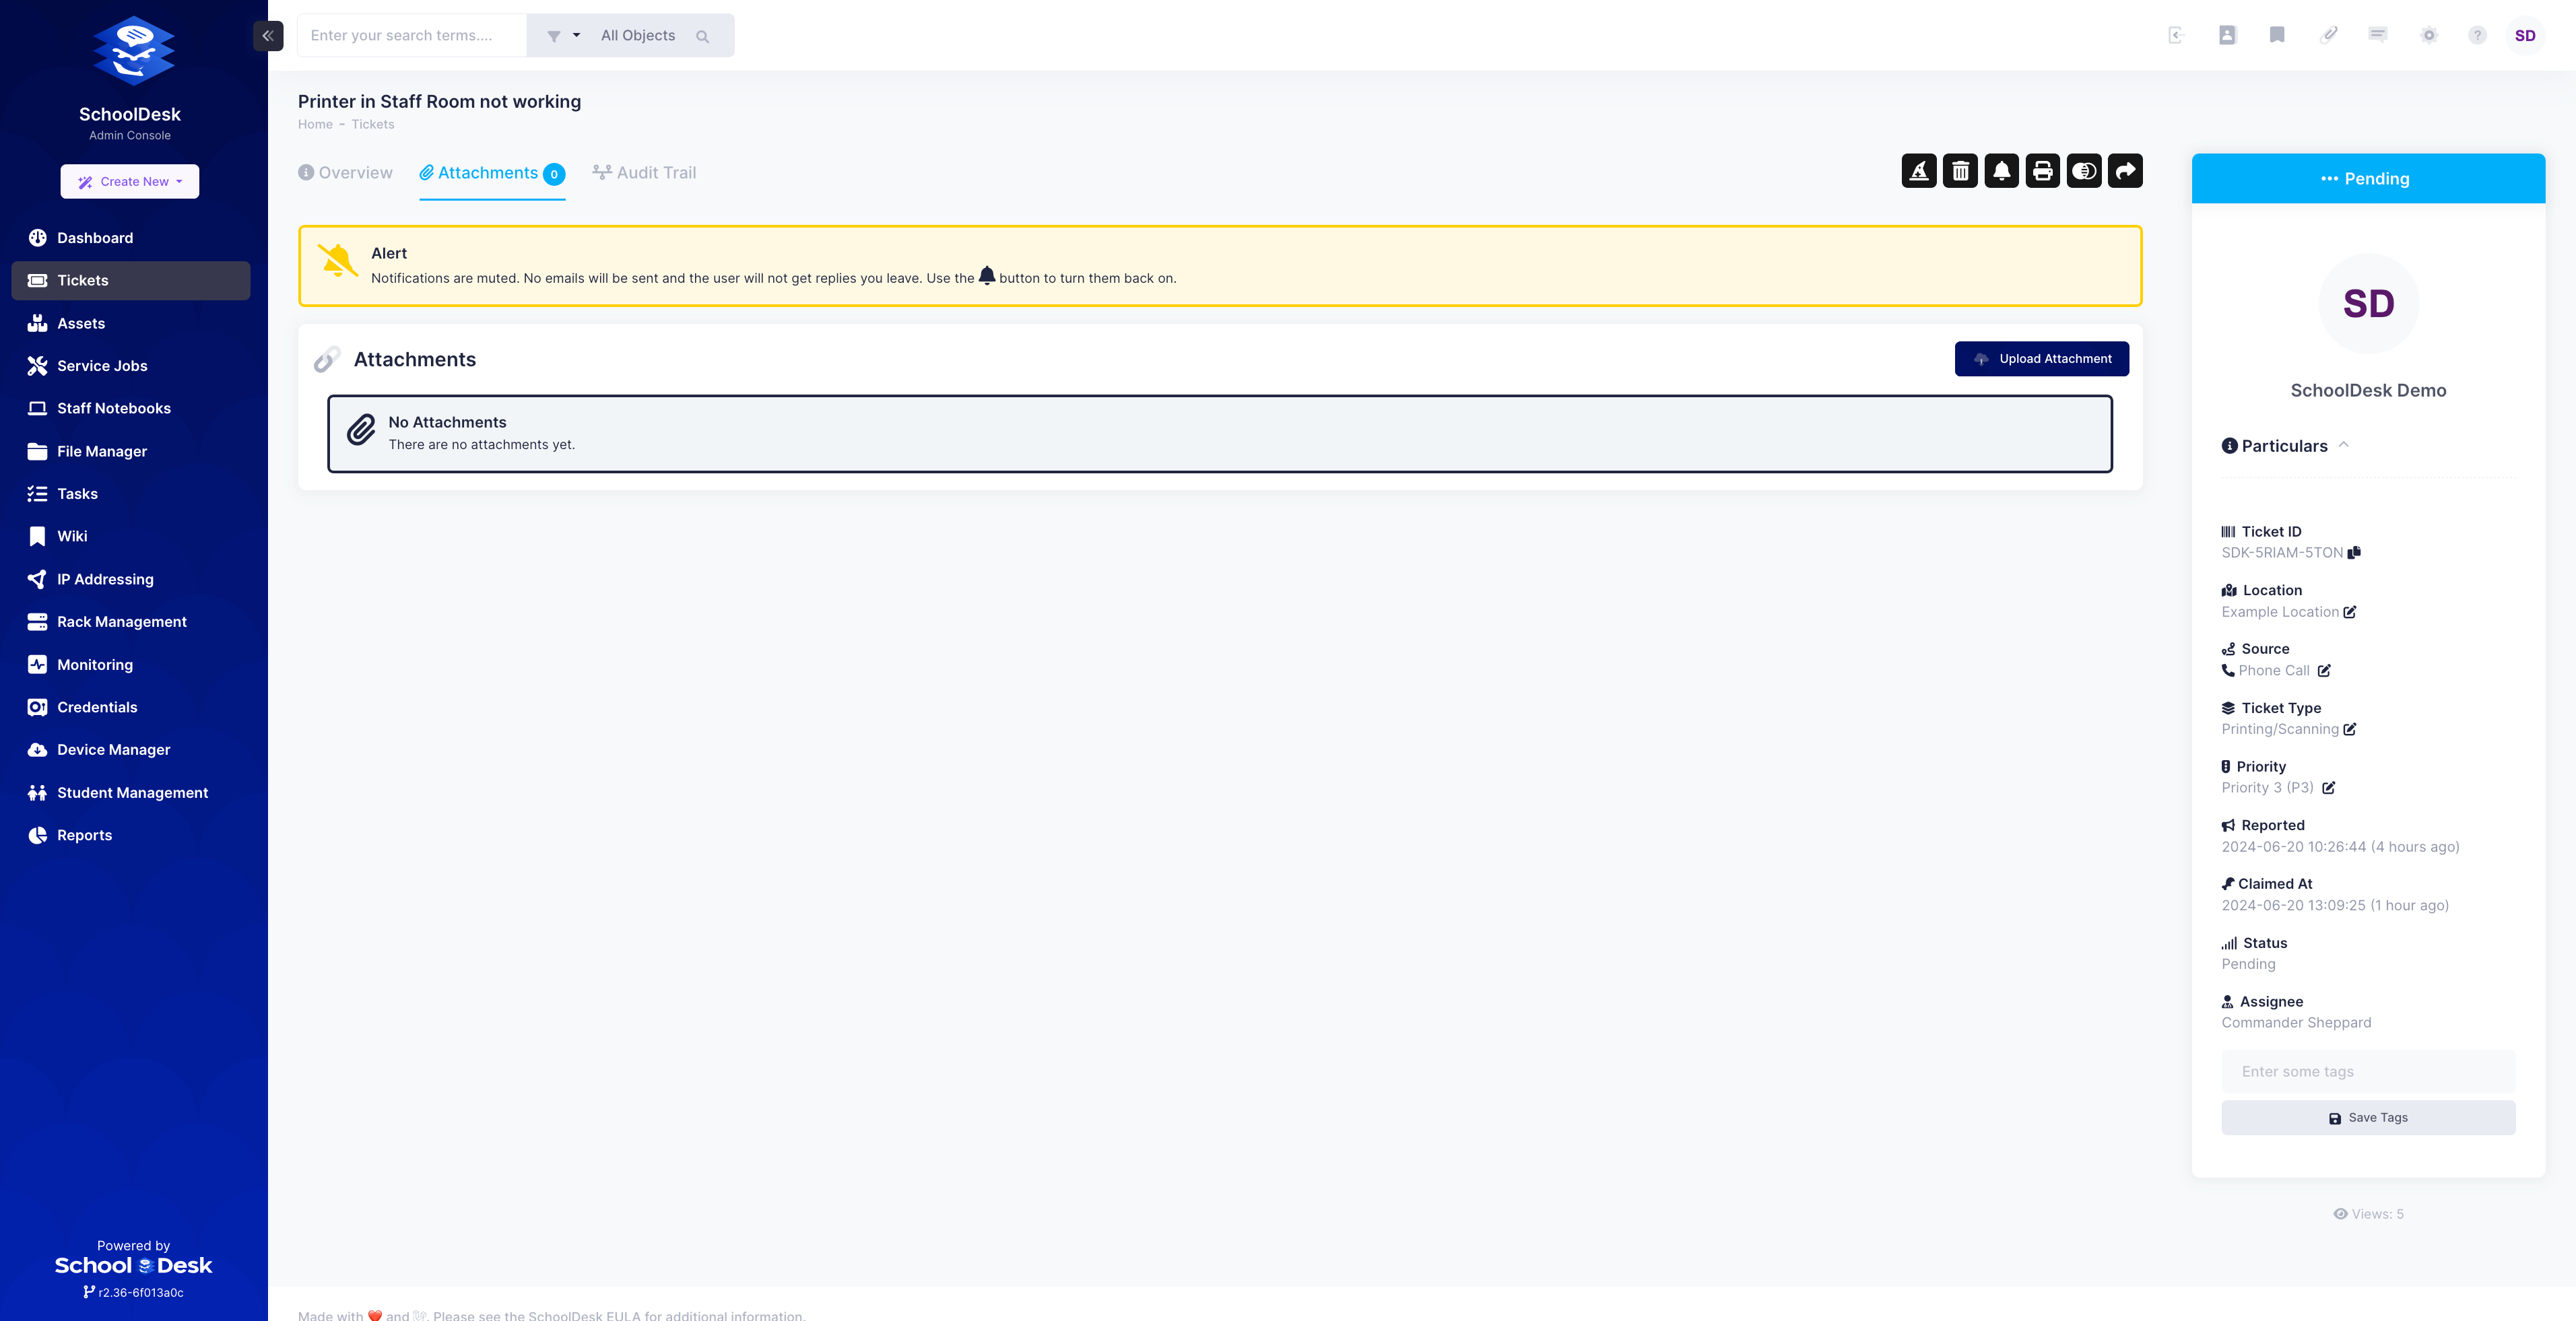 SchoolDesk
Admin Console
Create New
Dashboard
Tickets
Assets
Service Jobs
Staff Notebooks
File Manager
Tasks
Wiki
IP Addressing
Rack Management
Monitoring
Credentials
Device Manager
Student Management
Reports
Powered by
School Desk
r2.36-6f013a0c
Enter your search terms....
All Objects
SD
Printer in Staff Room not working
Home - Tickets
Overview
Attachments 0
Audit Trail
Alert
Notifications are muted. No emails will be sent and the user will not get replies you leave. Use the button to turn them back on.
Attachments
Upload Attachment
No Attachments
There are no attachments yet.
Pending
SD
SchoolDesk Demo
Particulars
Ticket ID
SDK-5RIAM-5TON
Location
Example Location
Source
Phone Call
Ticket Type
Printing/Scanning
Priority
Priority 3 (P3)
Reported
2024-06-20 10:26:44 (4 hours ago)
Claimed At
2024-06-20 13:09:25 (1 hour ago)
Status
Pending
Assignee
Commander Sheppard
Enter some tags
Save Tags
Views: 5
Made with ❤️ and . Please see the SchoolDesk EULA for additional information.